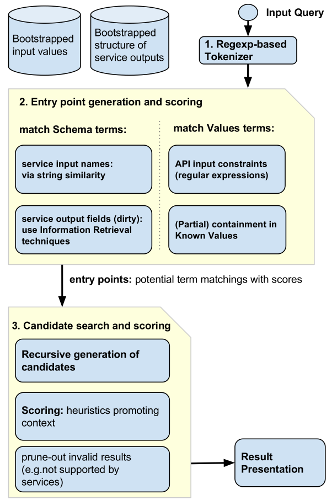 Input Query
Bootstrapped
input values
Bootstrapped
structure of
service outputs
1. Regexp-based
Tokenizer
2. Entry point generation and scoring
match Schema terms:
match Values terms:
service input names:
via string similarity
API input constraints
(regular expressions)
service output fields (dirty):
use Information Retrieval
techniques
(Partial) containment in
Known Values
entry points: potential term matchings with scores
3. Candidate search and scoring
Recursive generation of
candidates
Scoring: heuristics promoting
context
prune-out invalid results
(e.g.not supported by
services)
Result
Presentation